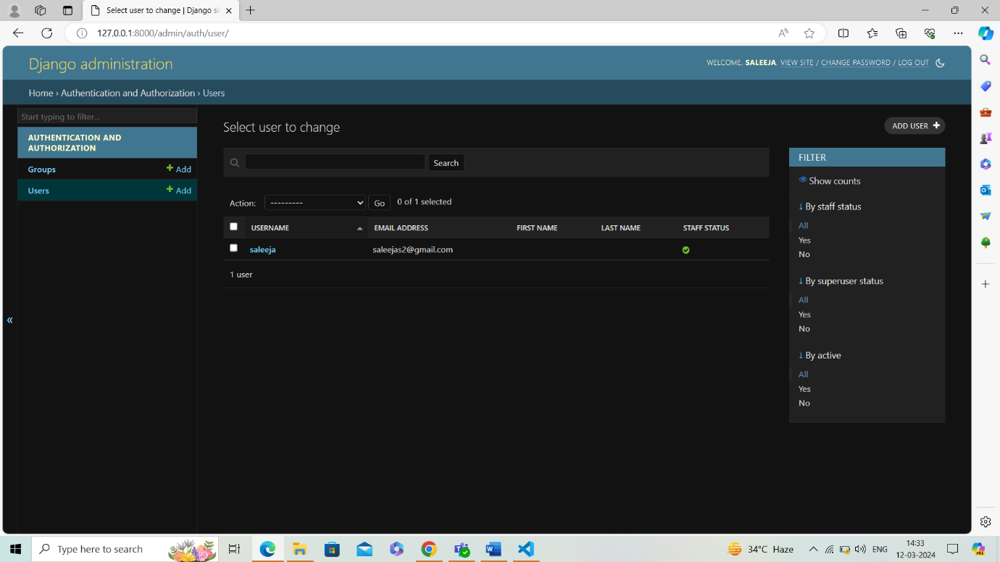 Select user to change | Django si
127.0.0.1:8000/admin/auth/user/
Django administration
WELCOME, SALEEJA. VIEW SITE / CHANGE PASSWORD / LOG OUT
Home › Authentication and Authorization › Users
Start typing to filter...
AUTHENTICATION AND
AUTHORIZATION
Groups + Add
Users + Add
Select user to change
ADD USER +
Search
Action: --------- Go 0 of 1 selected
USERNAME EMAIL ADDRESS FIRST NAME LAST NAME STAFF STATUS
saleeja saleejas2@gmail.com
1 user
FILTER
Show counts
↓ By staff status
All
Yes
No
↓ By superuser status
All
Yes
No
↓ By active
All
Yes
No
«
Type here to search
34°C Haze
ENG
14:33
12-03-2024
PRE